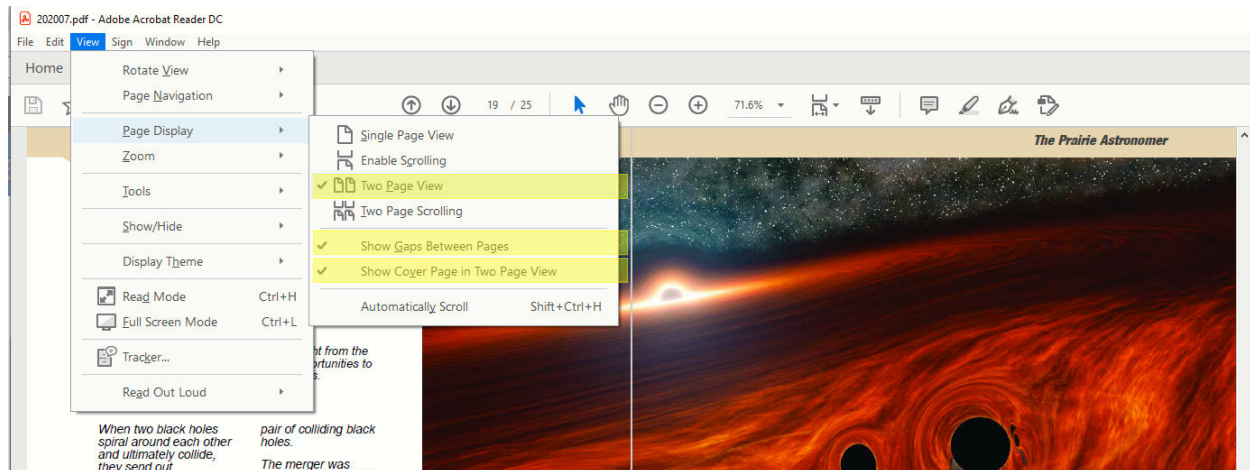 202007.pdf - Adobe Acrobat Reader DC
File Edit View Sign Window Help
Home
19 / 25
71.6%
Rotate View
Page Navigation
Page Display
Zoom
Tools
Show/Hide
Display Theme
Read Mode Ctrl+H
Full Screen Mode Ctrl+L
Tracker...
Read Out Loud
Single Page View
Enable Scrolling
Two Page View
Two Page Scrolling
Show Gaps Between Pages
Show Cover Page in Two Page View
Automatically Scroll Shift+Ctrl+H
The Prairie Astronomer
from the
to
When two black holes
spiral around each other
and ultimately collide,
they send out
pair of colliding black
holes.
The merger was